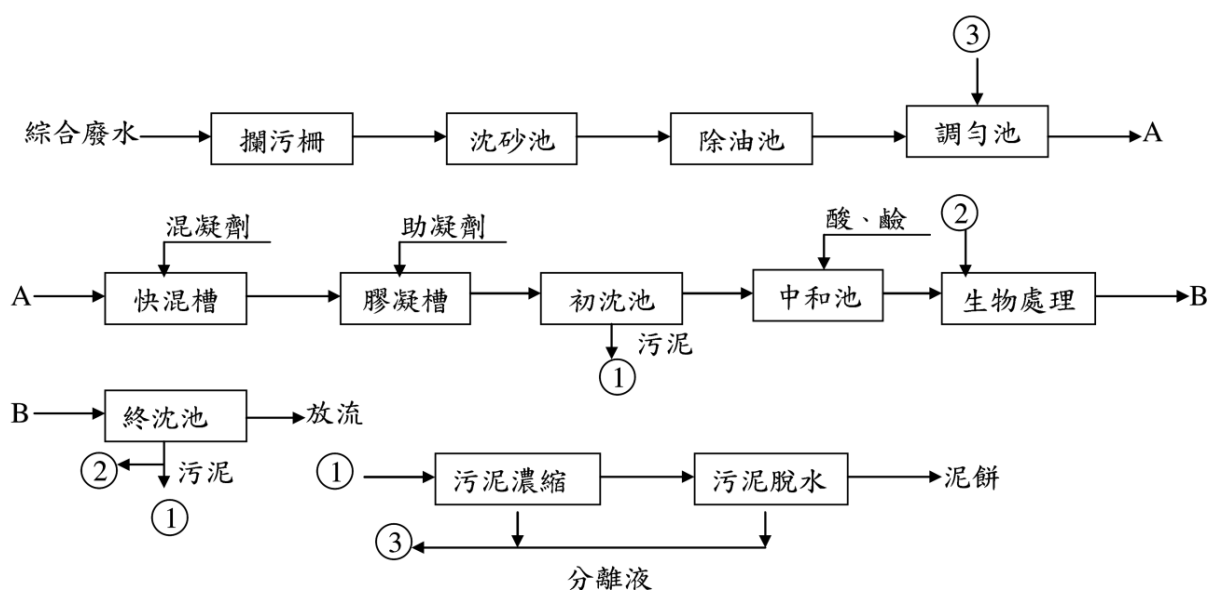 ③
綜合廢水 攔污柵 沈砂池 除油池 調勻池 A
混凝劑 助凝劑 酸、鹼 ②
A 快混槽 膠凝槽 初沈池 中和池 生物處理 B
污泥
①
B 終沈池 放流
② 污泥 ① 污泥濃縮 污泥脫水 泥餅
①
③
分離液